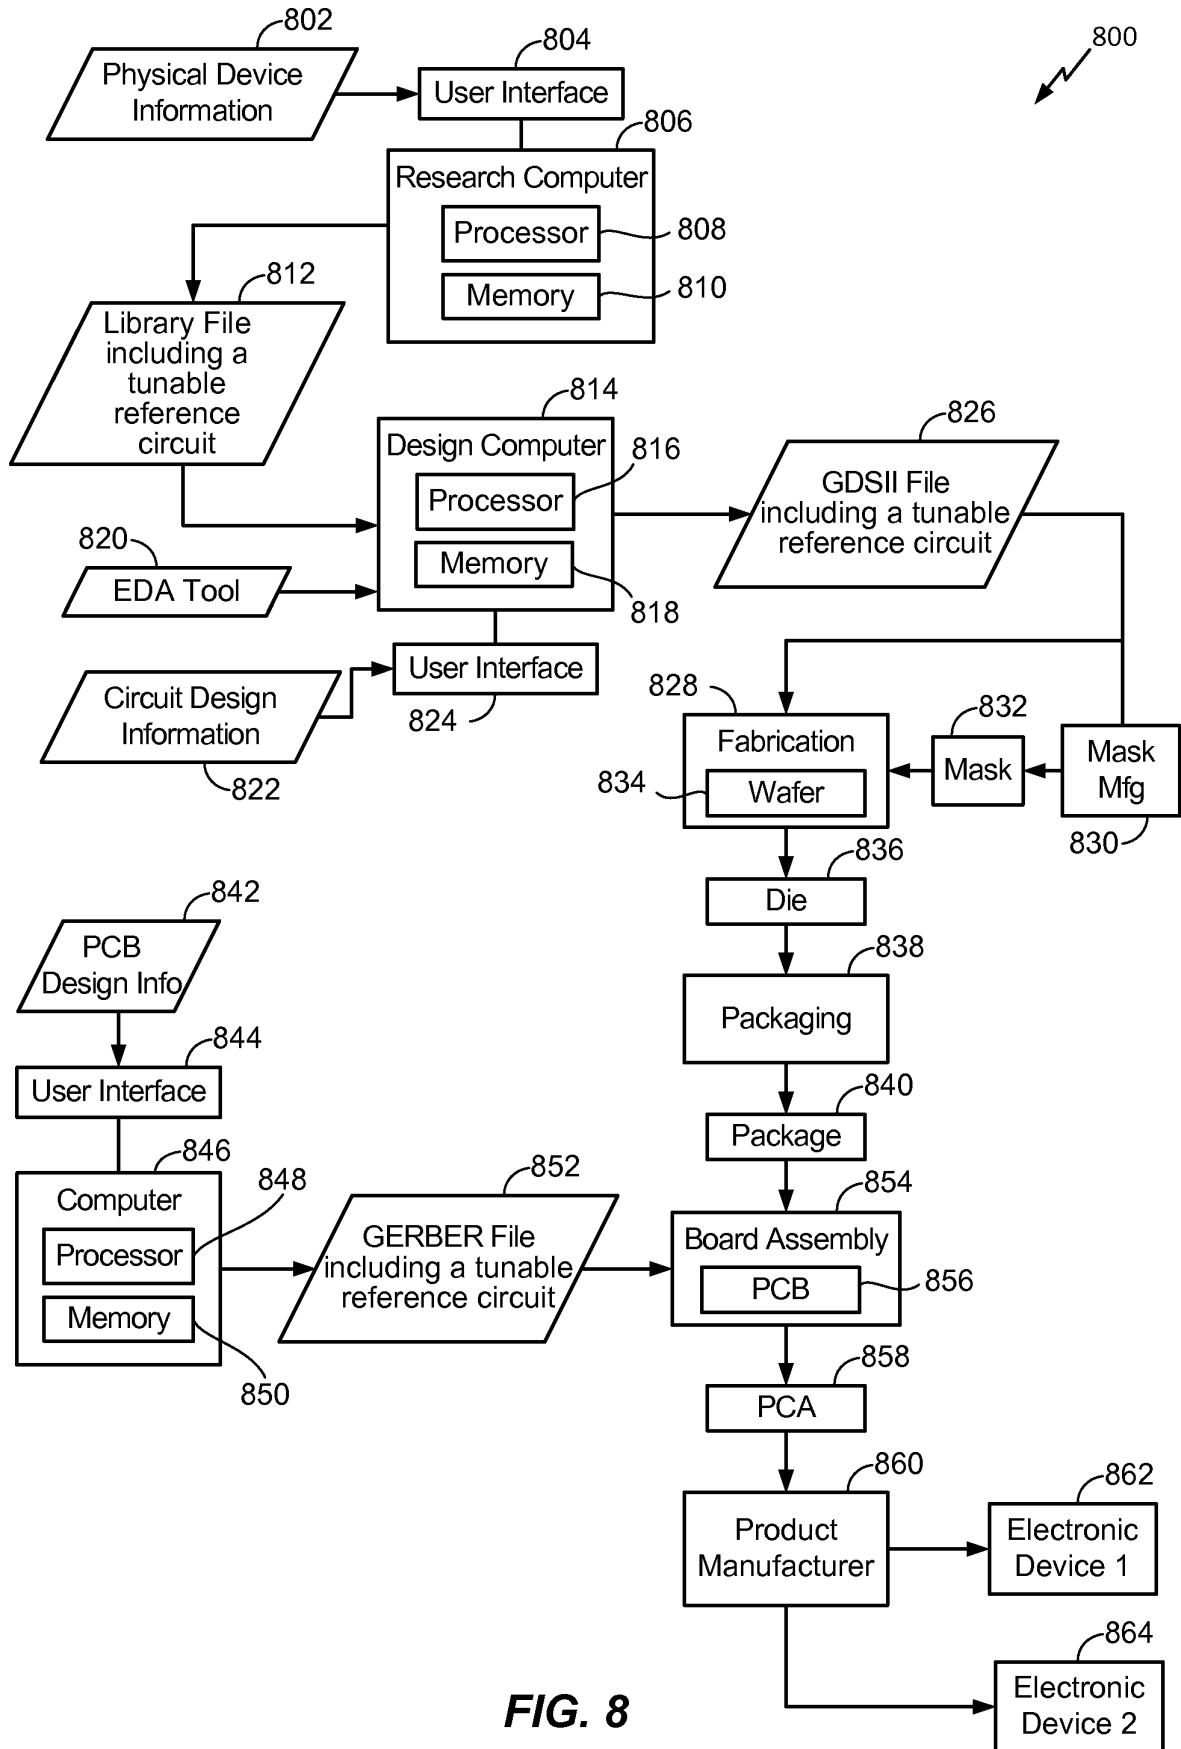 802
Physical Device
Information
804
User Interface
800
806
Research Computer
Processor
808
Memory
810
812
Library File
including a
tunable
reference
circuit
814
Design Computer
816
Processor
Memory
818
820
EDA Tool
826
GDSII File
including a tunable
reference circuit
User Interface
824
Circuit Design
Information
822
828
Fabrication
834
Wafer
832
Mask
Mask
Mfg
830
836
Die
838
Packaging
840
Package
842
PCB
Design Info
844
User Interface
846
Computer
848
Processor
Memory
850
852
GERBER File
including a tunable
reference circuit
854
Board Assembly
PCB
856
858
PCA
860
Product
Manufacturer
862
Electronic
Device 1
864
Electronic
Device 2
FIG. 8